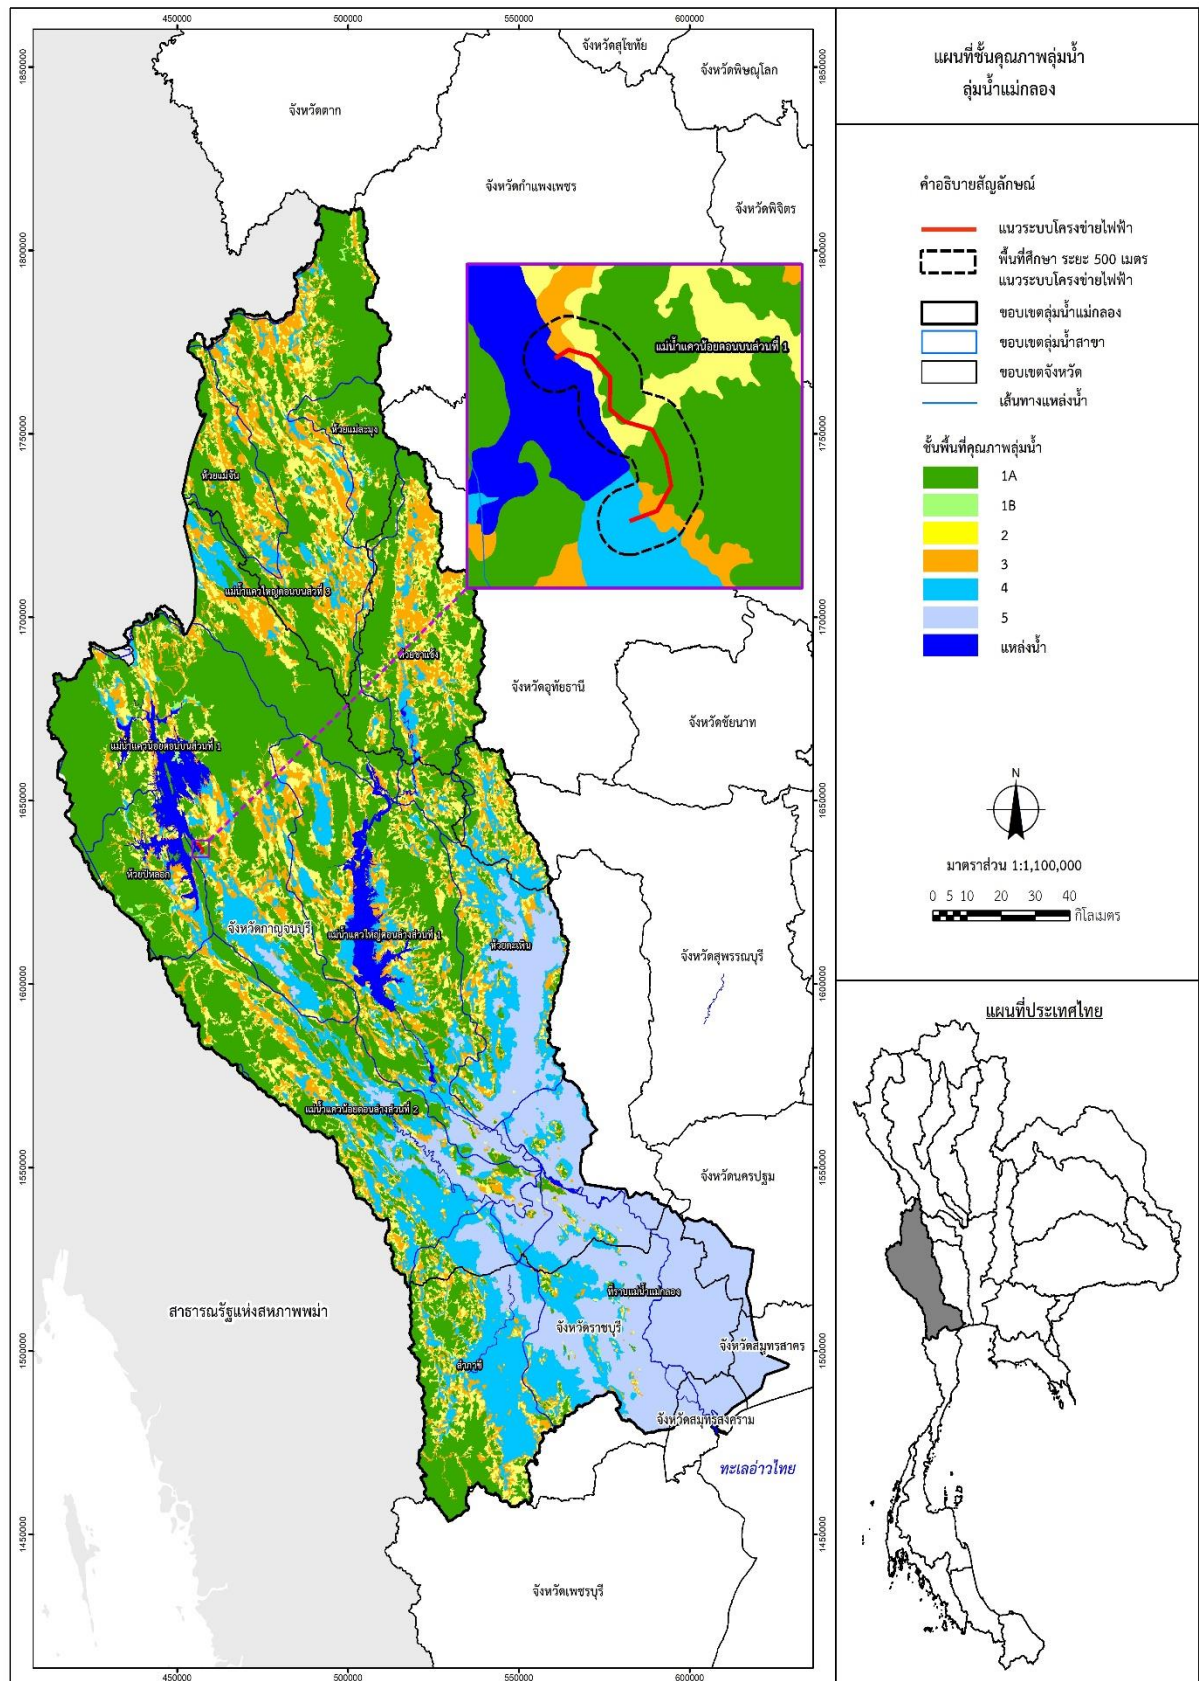 450000
500000
550000
600000
แผนที่ชั้นคุณภาพลุ่มน้ำ
ลุ่มน้ำแม่กลอง
คำอธิบายสัญลักษณ์
แนวระบบโครงข่ายไฟฟ้า
พื้นที่ศึกษา ระยะ 500 เมตร
แนวระบบโครงข่ายไฟฟ้า
ขอบเขตลุ่มน้ำแม่กลอง
ขอบเขตลุ่มน้ำสาขา
ขอบเขตจังหวัด
เส้นทางแหล่งน้ำ
ชั้นพื้นที่คุณภาพลุ่มน้ำ
1A
1B
2
3
4
5
แหล่งน้ำ
N
มาตราส่วน 1:1,100,000
0 5 10 20 30 40
กิโลเมตร
แผนที่ประเทศไทย
จังหวัดสุโขทัย
จังหวัดพิษณุโลก
จังหวัดตาก
จังหวัดกำแพงเพชร
จังหวัดพิจิตร
แม่น้ำแควน้อยตอนบนส่วนที่ 1
ห้วยแม่ละมุง
ห้วยแม่จัน
แม่น้ำแควใหญ่ตอนบนส่วนที่ 3
ห้วยขาแข้ง
จังหวัดอุทัยธานี
จังหวัดชัยนาท
แม่น้ำแควน้อยตอนบนส่วนที่ 1
ห้วยปิล็อก
จังหวัดกาญจนบุรี
แม่น้ำแควใหญ่ตอนล่างส่วนที่ 1
ห้วยตะเพิน
จังหวัดสุพรรณบุรี
แม่น้ำแควน้อยตอนล่างส่วนที่ 2
จังหวัดนครปฐม
สาธารณรัฐแห่งสหภาพพม่า
ที่ราบแม่น้ำแม่กลอง
จังหวัดราชบุรี
ลำภาชี
จังหวัดสมุทรสาคร
จังหวัดสมุทรสงคราม
ทะเลอ่าวไทย
จังหวัดเพชรบุรี
1850000
1850000
1800000
1800000
1750000
1750000
1700000
1700000
1650000
1650000
1600000
1600000
1550000
1550000
1500000
1500000
1450000
1450000
450000
500000
550000
600000